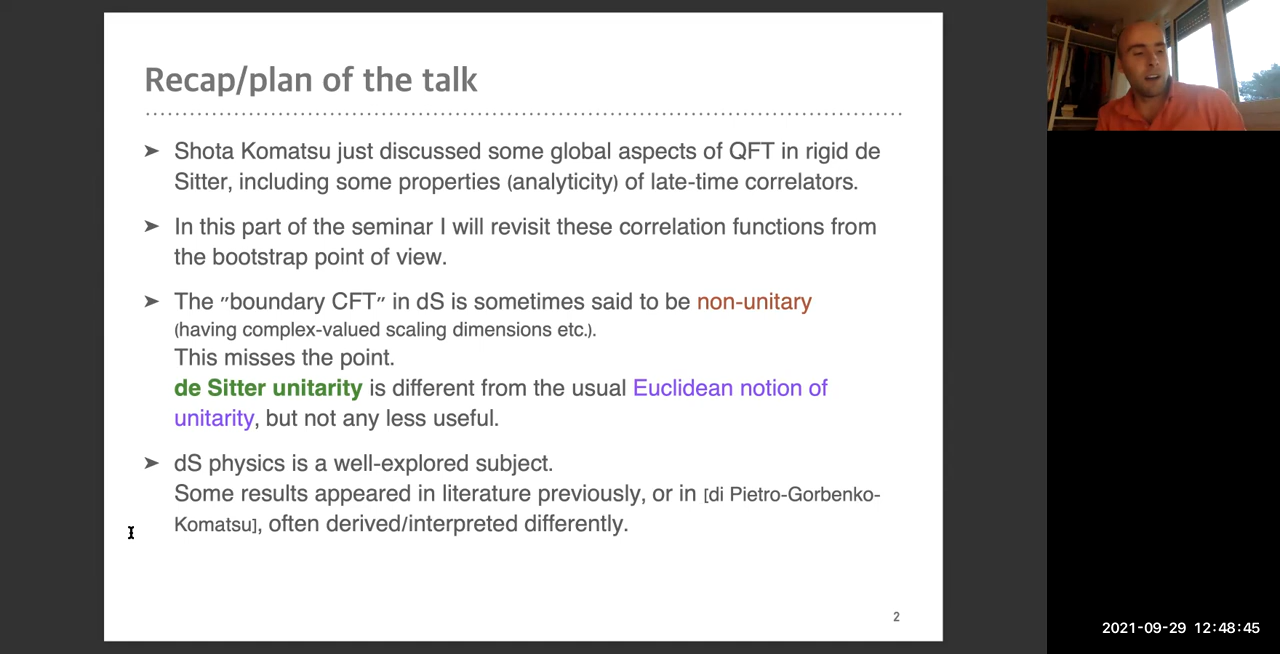 Recap/plan of the talk
➤ Shota Komatsu just discussed some global aspects of QFT in rigid de
Sitter, including some properties (analyticity) of late-time correlators.
➤ In this part of the seminar I will revisit these correlation functions from
the bootstrap point of view.
➤ The "boundary CFT" in dS is sometimes said to be non-unitary
(having complex-valued scaling dimensions etc.).
This misses the point.
de Sitter unitarity is different from the usual Euclidean notion of
unitarity, but not any less useful.
➤ dS physics is a well-explored subject.
Some results appeared in literature previously, or in [di Pietro-Gorbenko-
Komatsu], often derived/interpreted differently.
2
2021-09-29 12:48:45